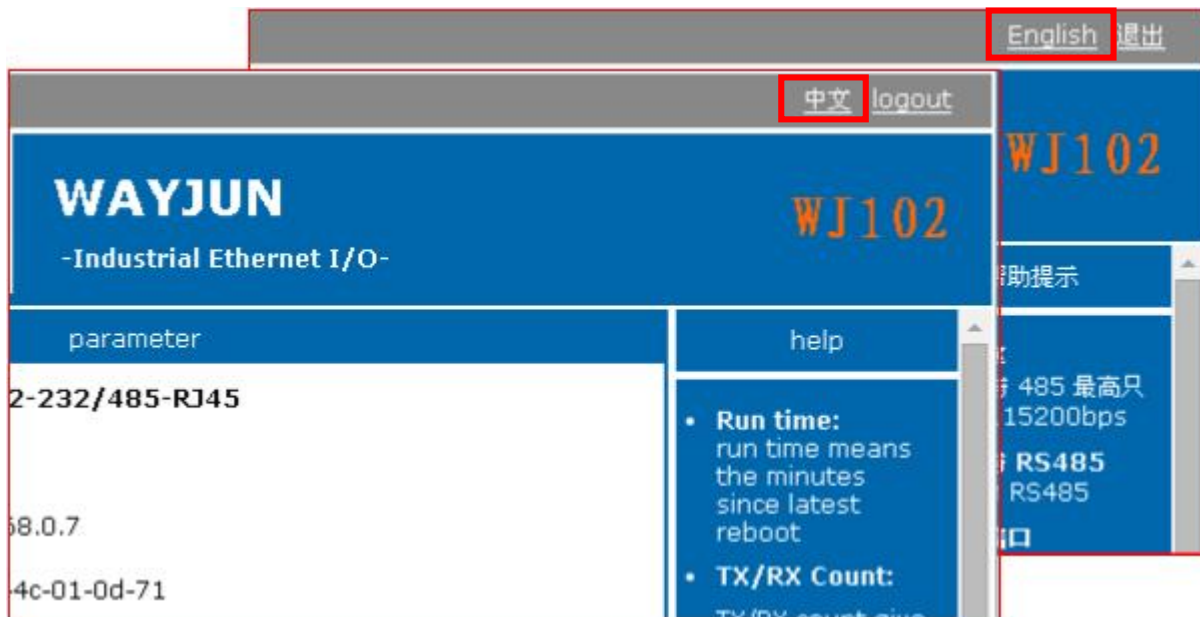 English 退出
中文 logout
WAYJUN
WJ102
-Industrial Ethernet I/O-
parameter
help
2-232/485-RJ45
68.0.7
4c-01-0d-71
• Run time:
run time means
the minutes
since latest
reboot
• TX/RX Count:
WJ102
助提示
485 最高只
15200bps
RS485
RS485
口